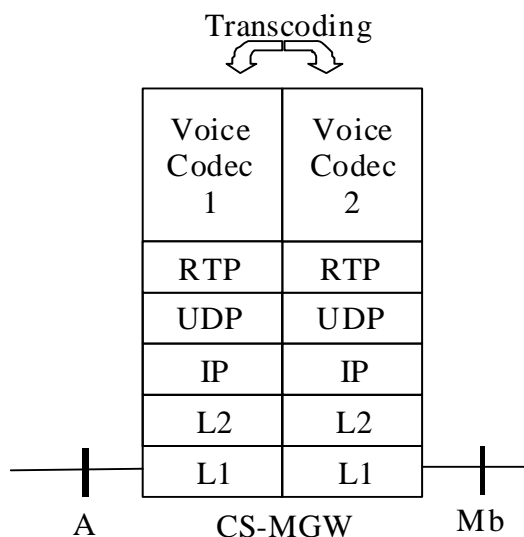 Transcoding
Voice Codec 1
Voice Codec 2
RTP RTP
UDP UDP
IP IP
L2 L2
L1 L1
A CS-MGW Mb